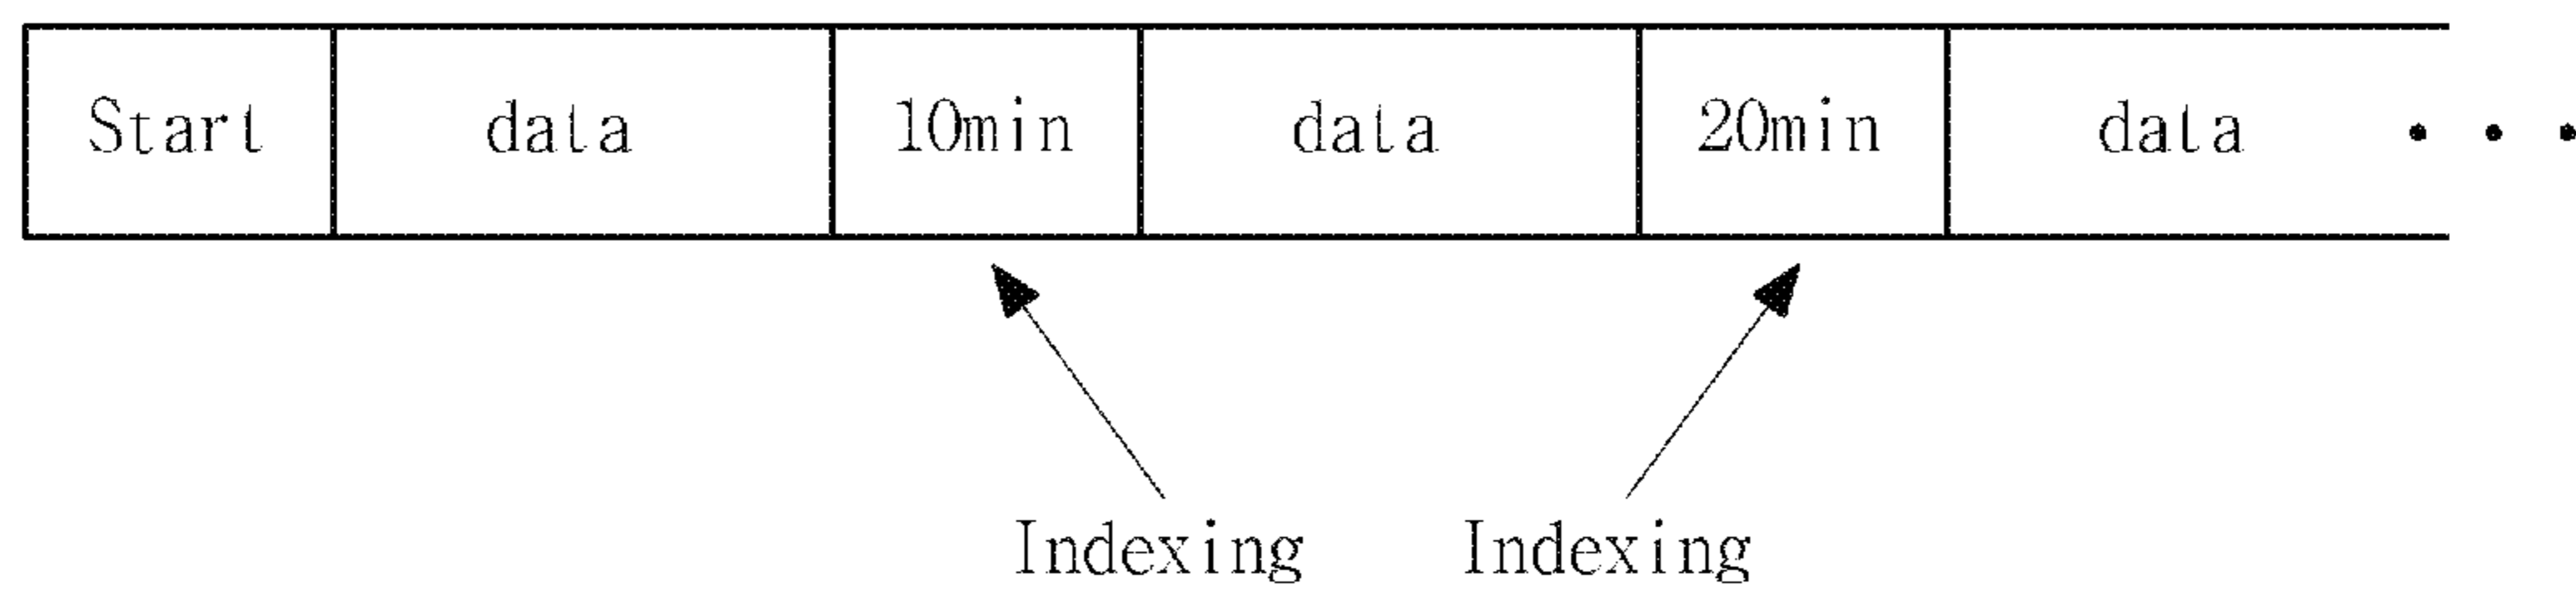 Start data 10min data 20min data • • •
Indexing Indexing